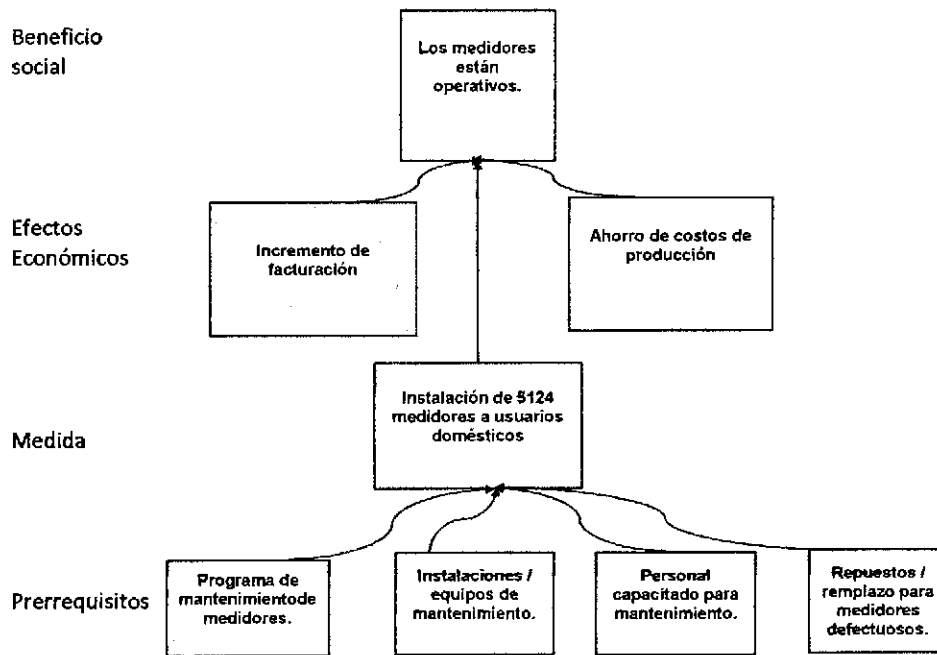 Beneficio
social
Los medidores
están
operativos.
Efectos
Económicos
Incremento de
facturación
Ahorro de costos de
producción
Medida
Instalación de 5124
medidores a usuarios
domésticos
Prerrequisitos
Programa de
mantenimientode
medidores.
Instalaciones /
equipos de
mantenimiento.
Personal
capacitado para
mantenimiento.
Repuestos /
remplazo para
medidores
defectuosos.